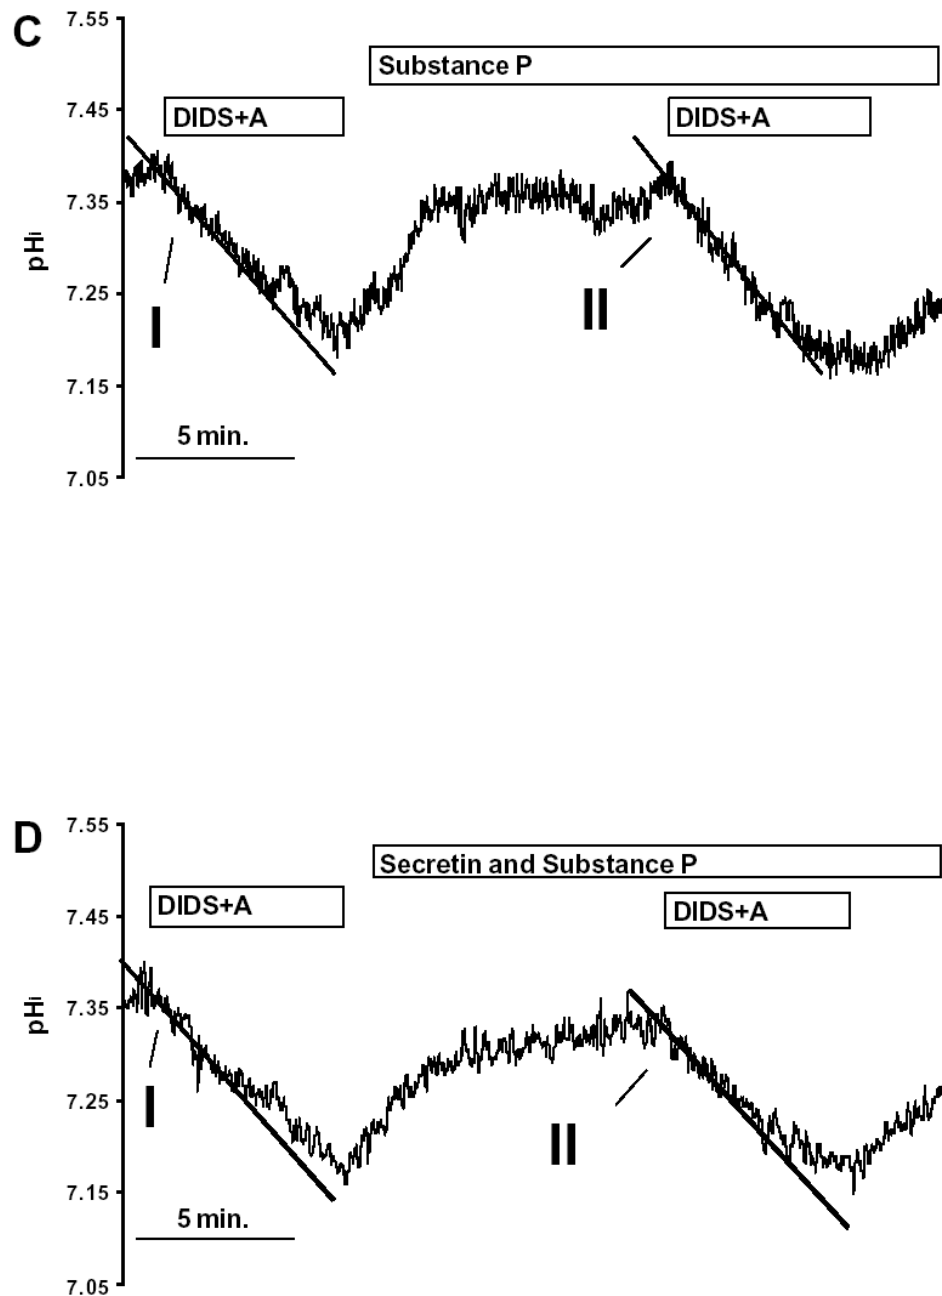 C
7.55
Substance P
7.45
DIDS+A
DIDS+A
7.35
pHi
7.25
I
II
7.15
5 min.
7.05
D
7.55
Secretin and Substance P
7.45
DIDS+A
DIDS+A
7.35
pHi
7.25
I
II
7.15
5 min.
7.05